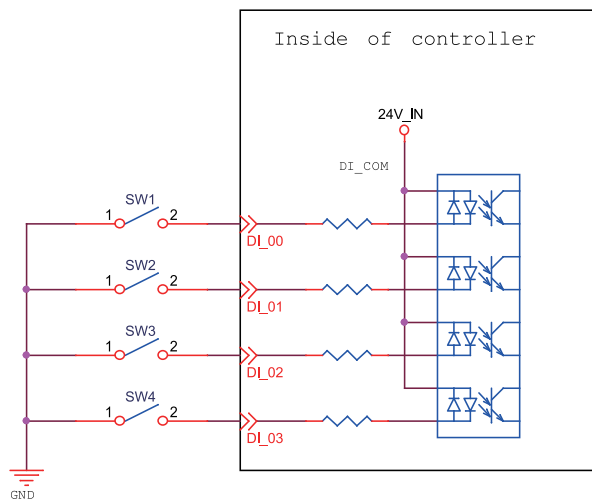 Inside of controller
24V_IN
DI_COM
SW1
1 2
DI_00
SW2
1 2
DI_01
SW3
1 2
DI_02
SW4
1 2
DI_03
GND